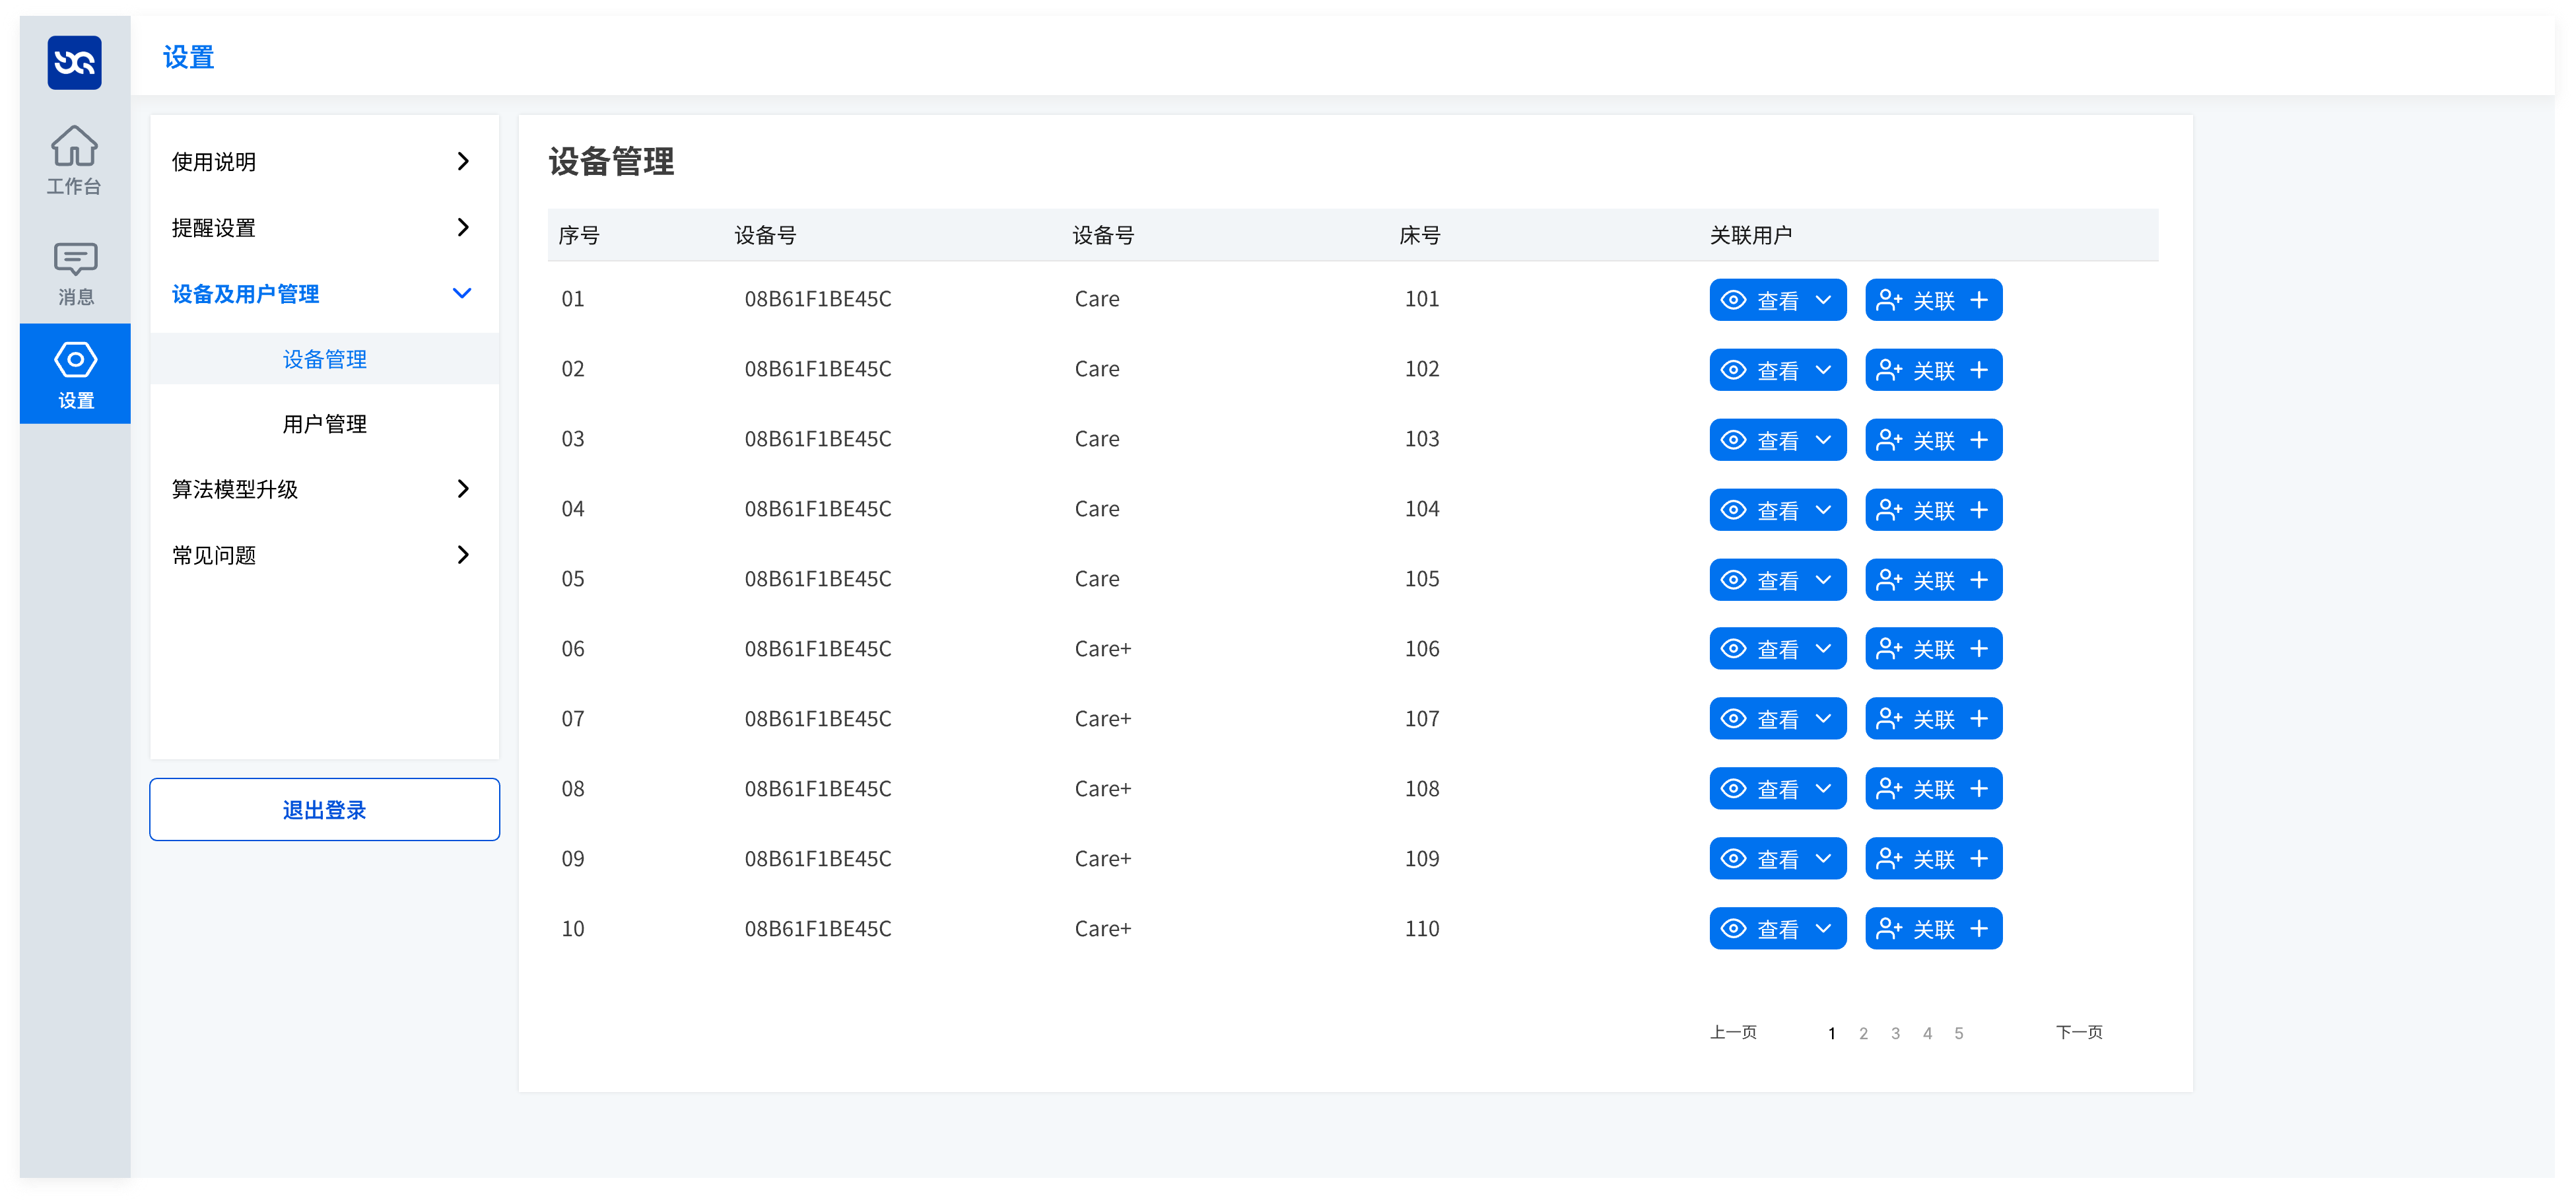 设置
工作台
消息
设置
使用说明
提醒设置
设备及用户管理
设备管理
用户管理
算法模型升级
常见问题
退出登录
设备管理
序号 设备号 设备号 床号 关联用户
01 08B61F1BE45C Care 101 查看 关联
02 08B61F1BE45C Care 102 查看 关联
03 08B61F1BE45C Care 103 查看 关联
04 08B61F1BE45C Care 104 查看 关联
05 08B61F1BE45C Care 105 查看 关联
06 08B61F1BE45C Care+ 106 查看 关联
07 08B61F1BE45C Care+ 107 查看 关联
08 08B61F1BE45C Care+ 108 查看 关联
09 08B61F1BE45C Care+ 109 查看 关联
10 08B61F1BE45C Care+ 110 查看 关联
上一页 1 2 3 4 5 下一页